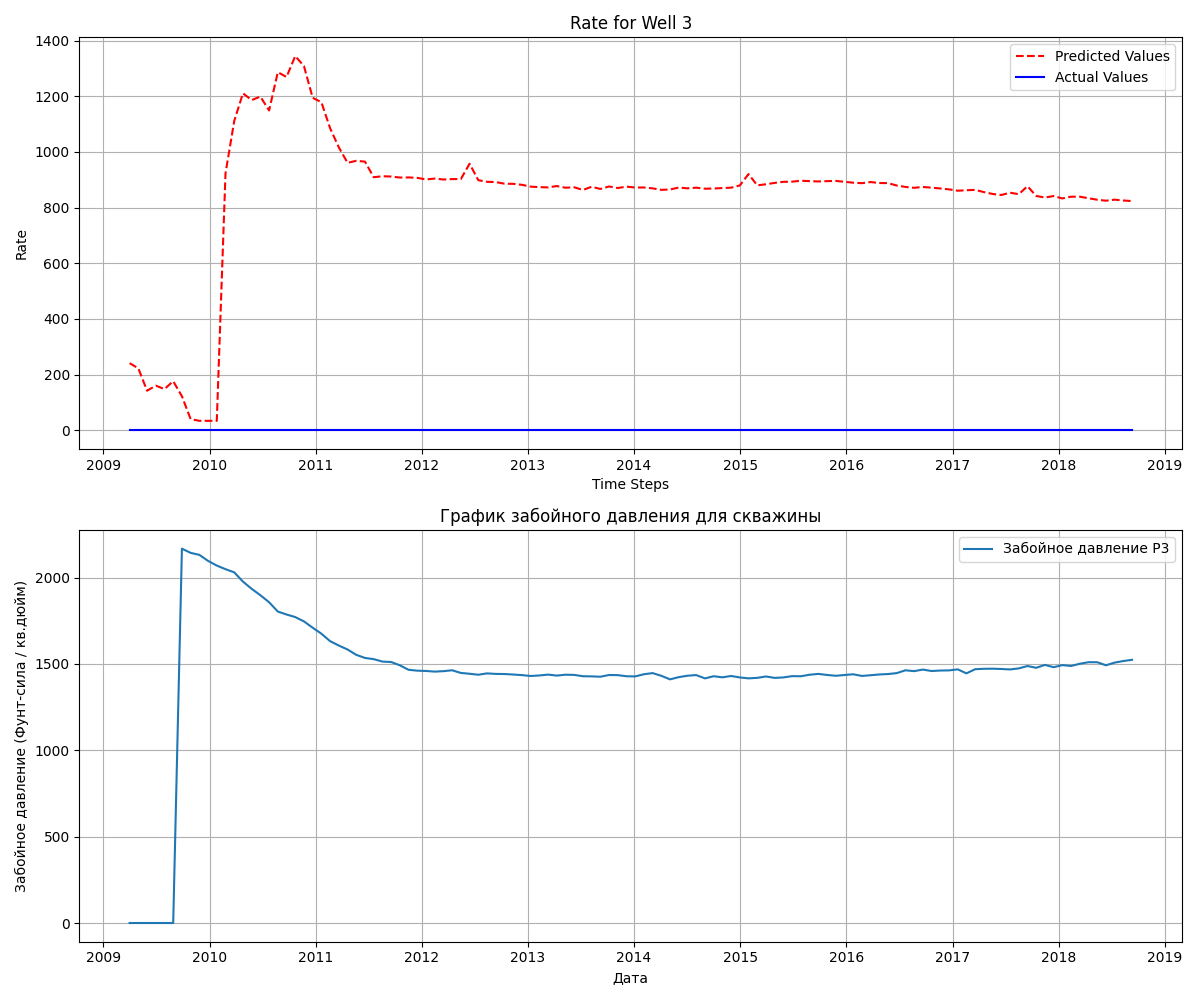 Rate for Well 3
1400
1200
1000
800
600
400
200
0
Rate
Predicted Values
Actual Values
2009 2010 2011 2012 2013 2014 2015 2016 2017 2018 2019
Time Steps
График забойного давления для скважины
2000
1500
1000
500
0
Забойное давление (Фунт-сила / кв.дюйм)
Забойное давление P3
2009 2010 2011 2012 2013 2014 2015 2016 2017 2018 2019
Дата